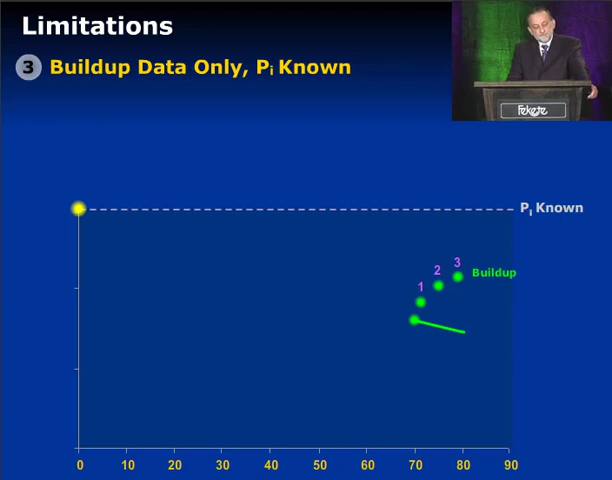 Limitations
3 Buildup Data Only, Pi Known
Fekete
Pi Known
3
2
1
Buildup
0 10 20 30 40 50 60 70 80 90